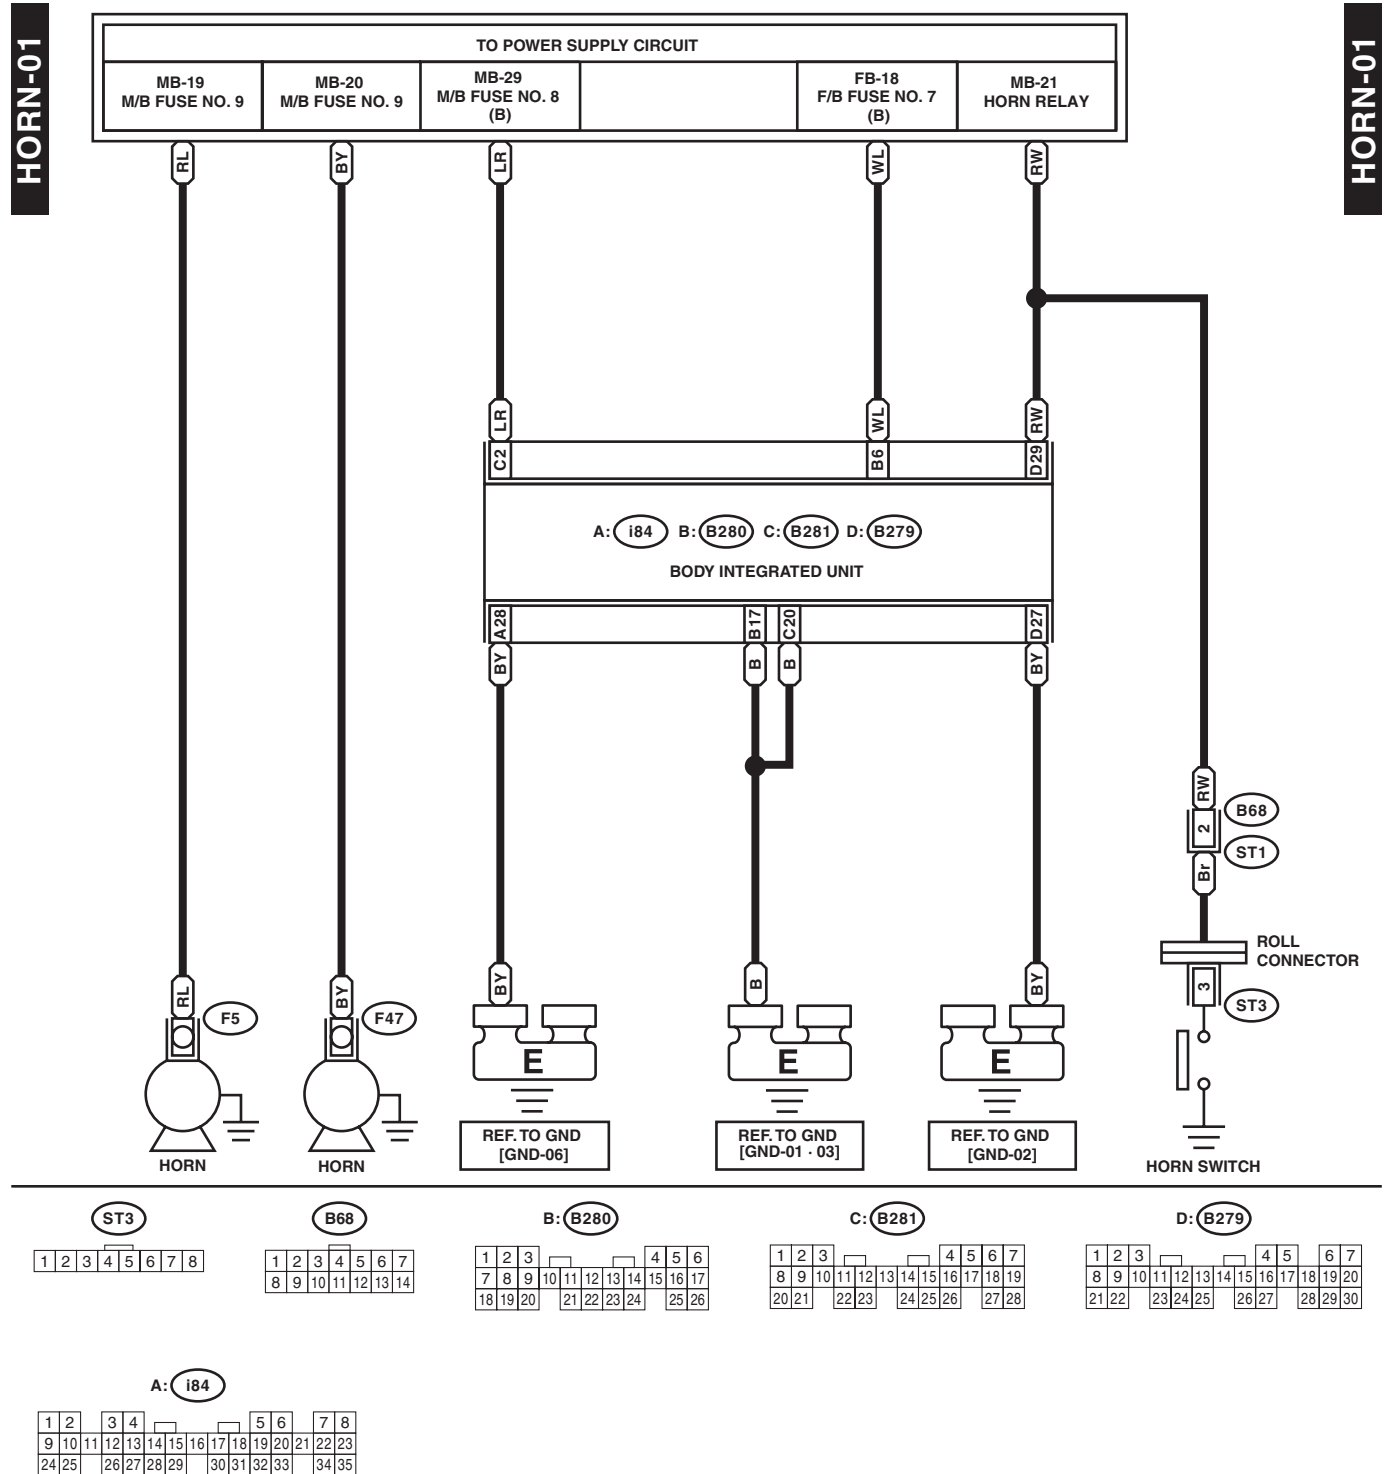 HORN-01
HORN-01
TO POWER SUPPLY CIRCUIT
MB-19
M/B FUSE NO. 9
MB-20
M/B FUSE NO. 9
MB-29
M/B FUSE NO. 8
(B)
FB-18
F/B FUSE NO. 7
(B)
MB-21
HORN RELAY
RL
BY
LR
WL
RW
LR
WL
RW
C2
B6
D29
A: i84 B: B280 C: B281 D: B279
BODY INTEGRATED UNIT
A28
B17
C20
D27
BY
B
B
BY
RW
B68
2
ST1
Br
ROLL
CONNECTOR
3
ST3
RL
BY
BY
B
BY
F5
F47
E
E
E
HORN
HORN
REF. TO GND
[GND-06]
REF. TO GND
[GND-01 · 03]
REF. TO GND
[GND-02]
HORN SWITCH
ST3
1 2 3 4 5 6 7 8
B68
1 2 3 4 5 6 7
8 9 10 11 12 13 14
B: B280
1 2 3 4 5 6
7 8 9 10 11 12 13 14 15 16 17
18 19 20 21 22 23 24 25 26
C: B281
1 2 3 4 5 6 7
8 9 10 11 12 13 14 15 16 17 18 19
20 21 22 23 24 25 26 27 28
D: B279
1 2 3 4 5 6 7
8 9 10 11 12 13 14 15 16 17 18 19 20
21 22 23 24 25 26 27 28 29 30
A: i84
1 2 3 4 5 6 7 8
9 10 11 12 13 14 15 16 17 18 19 20 21 22 23
24 25 26 27 28 29 30 31 32 33 34 35